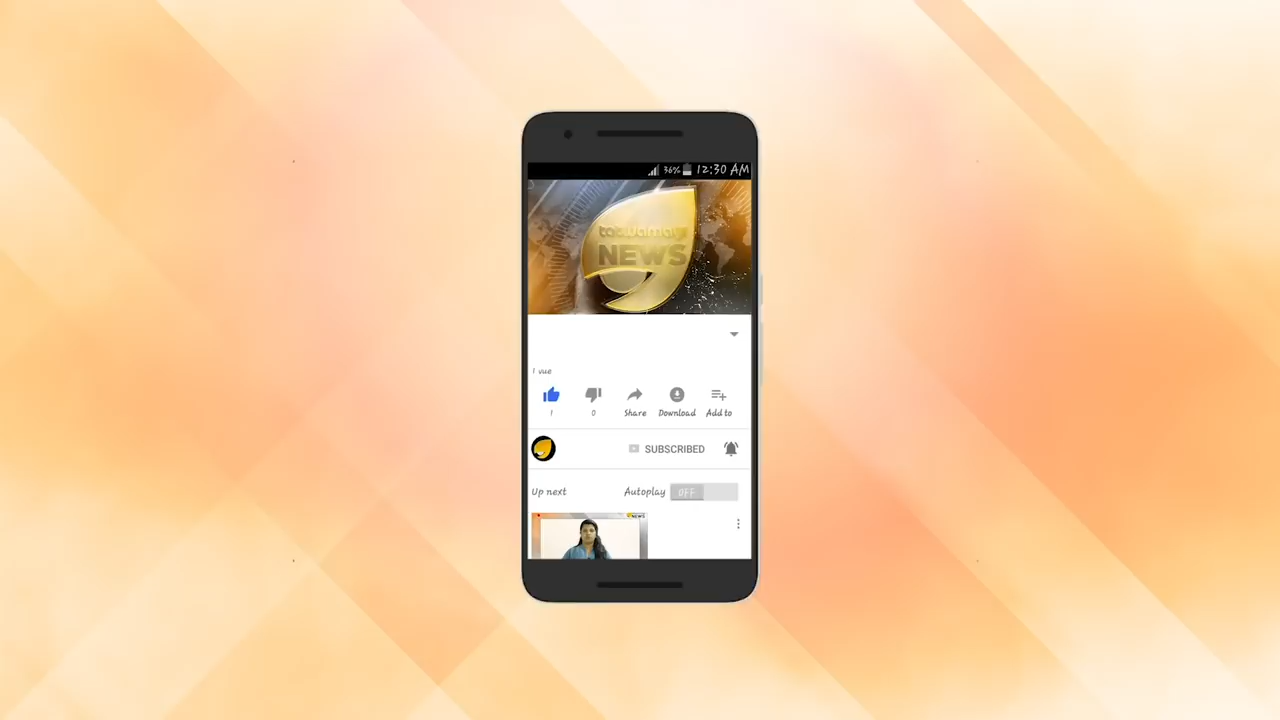 36% 12:30 AM
tatwamayi
NEWS
1 vue
1 0 Share Download Add to
SUBSCRIBED
Up next Autoplay OFF
NEWS